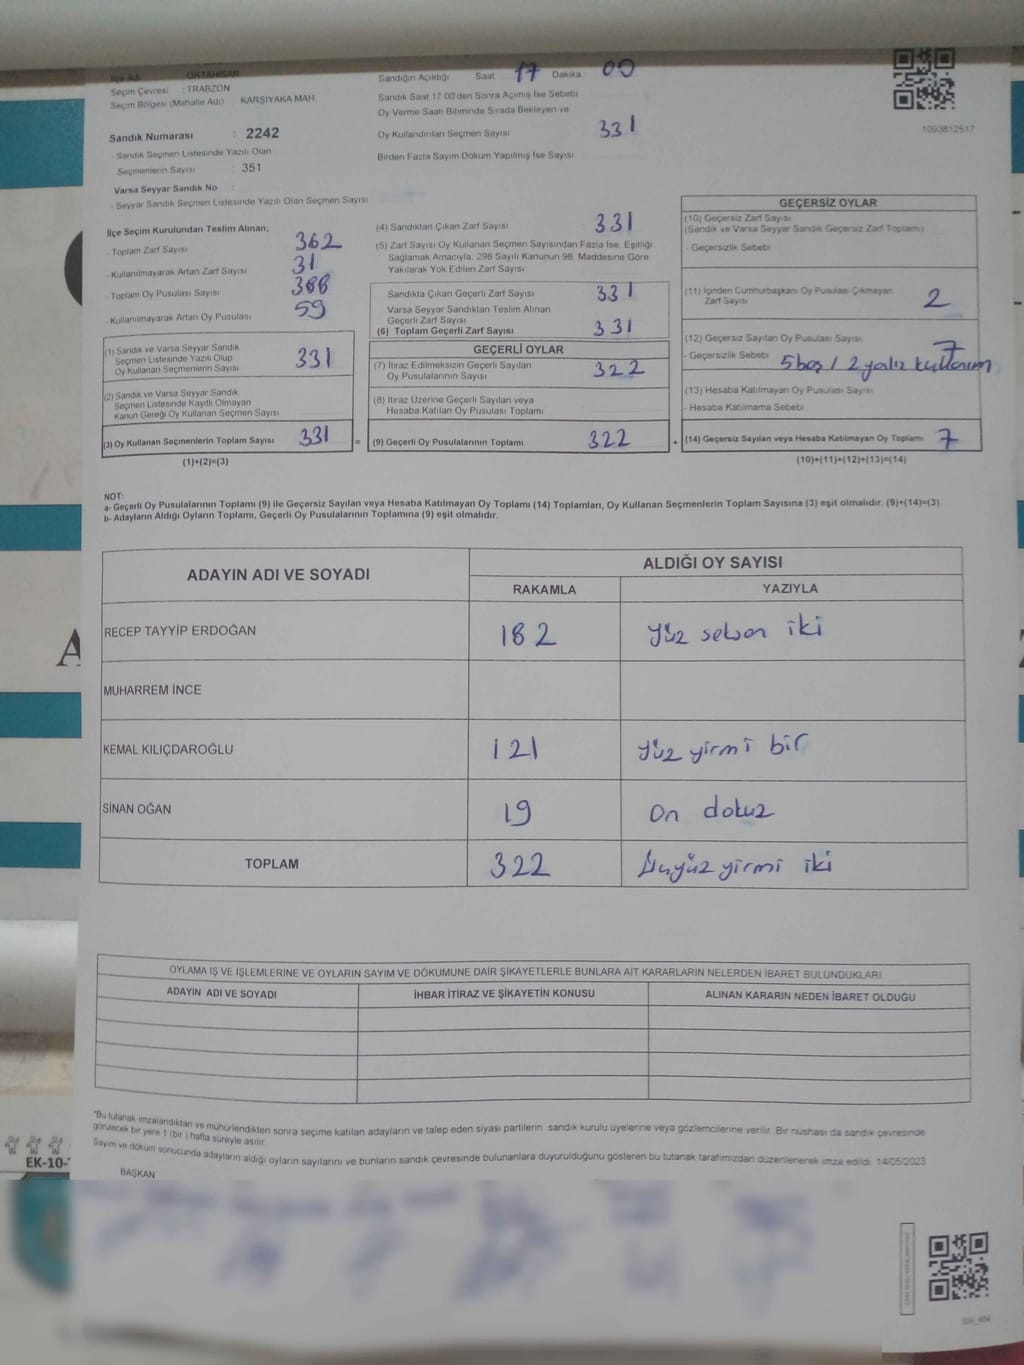 İlçe Adı ORTAHİSAR
Seçim Çevresi : TRABZON
Seçim Bölgesi (Mahalle Adı) KARŞIYAKA MAH.
Sandık Numarası : 2242
- Sandık Seçmen Listesinde Yazılı Olan
Seçmenlerin Sayısı : 351
Varsa Seyyar Sandık No :
- Seyyar Sandık Seçmen Listesinde Yazılı Olan Seçmen Sayısı
Sandığın Açıldığı Saat 17 Dakika 00
Sandık Saat 17:00'den Sonra Açımış İse Sebebi
Oy Verme Saati Bitiminde Sırada Bekleyen ve
Oy Kullandırılan Seçmen Sayısı 331
Birden Fazla Sayım Döküm Yapılmış İse Sayısı
1093812517
İlçe Seçim Kurulundan Teslim Alınan;
- Toplam Zarf Sayısı 362
- Kullanılmayarak Artan Zarf Sayısı 31
- Toplam Oy Pusulası Sayısı 388
- Kullanılmayarak Artan Oy Pusulası 59
(1) Sandık ve Varsa Seyyar Sandık
Seçmen Listesinde Yazılı Olup
Oy Kullanan Seçmenlerin Sayısı 331
(2) Sandık ve Varsa Seyyar Sandık
Seçmen Listesinde Kayıtlı Olmayan
Kanun Gereği Oy Kullanan Seçmen Sayısı
(3) Oy Kullanan Seçmenlerin Toplam Sayısı 331
(1)+(2)=(3)
=
(4) Sandıktan Çıkan Zarf Sayısı 331
(5) Zarf Sayısı Oy Kullanan Seçmen Sayısından Fazla İse, Eşitliği
Sağlamak Amacıyla; 298 Sayılı Kanunun 98. Maddesine Göre
Yakılarak Yok Edilen Zarf Sayısı
Sandıkta Çıkan Geçerli Zarf Sayısı 331
Varsa Seyyar Sandıktan Teslim Alınan
Geçerli Zarf Sayısı
(6) Toplam Geçerli Zarf Sayısı 331
GEÇERLİ OYLAR
(7) İtiraz Edilmeksizin Geçerli Sayılan
Oy Pusulalarının Sayısı 322
(8) İtiraz Üzerine Geçerli Sayılan veya
Hesaba Katılan Oy Pusulası Toplamı
(9) Geçerli Oy Pusulalarının Toplamı 322
+
GEÇERSİZ OYLAR
(10) Geçersiz Zarf Sayısı
(Sandık ve Varsa Seyyar Sandık Geçersiz Zarf Toplamı)
- Geçersizlik Sebebi
(11) İçinden Cumhurbaşkanı Oy Pusulası Çıkmayan
Zarf Sayısı 2
(12) Geçersiz Sayılan Oy Pusulası Sayısı 7
- Geçersizlik Sebebi 5 boş / 2 yalız kullanım
(13) Hesaba Katılmayan Oy Pusulası Sayısı
- Hesaba Katılmama Sebebi
(14) Geçersiz Sayılan veya Hesaba Katılmayan Oy Toplamı 7
(10)+(11)+(12)+(13)=(14)
NOT:
a- Geçerli Oy Pusulalarının Toplamı (9) ile Geçersiz Sayılan veya Hesaba Katılmayan Oy Toplamı (14) Toplamları, Oy Kullanan Seçmenlerin Toplam Sayısına (3) eşit olmalıdır. (9)+(14)=(3)
b- Adayların Aldığı Oyların Toplamı, Geçerli Oy Pusulalarının Toplamına (9) eşit olmalıdır.
ADAYIN ADI VE SOYADI
ALDIĞI OY SAYISI
RAKAMLA YAZIYLA
RECEP TAYYİP ERDOĞAN 182 Yüz seksen iki
MUHARREM İNCE
KEMAL KILIÇDAROĞLU 121 Yüz yirmi bir
SİNAN OĞAN 19 On dokuz
TOPLAM 322 Üçyüz yirmi iki
OYLAMA İŞ VE İŞLEMLERİNE VE OYLARIN SAYIM VE DÖKÜMÜNE DAİR ŞİKAYETLERLE BUNLARA AİT KARARLARIN NELERDEN İBARET BULUNDUKLARI
ADAYIN ADI VE SOYADI İHBAR İTİRAZ VE ŞİKAYETİN KONUSU ALINAN KARARIN NEDEN İBARET OLDUĞU
"Bu tutanak imzalandıktan ve mühürlendikten sonra seçime katılan adayların ve talep eden siyasi partilerin sandık kurulu üyelerine veya gözlemcilerine verilir. Bir nüshası da sandık çevresinde
görülecek bir yere 1 (bir ) hafta süreyle asılır.
Sayım ve döküm sonucunda adayların aldığı oyların sayılarını ve bunların sandık çevresinde bulunanlara duyurulduğunu gösteren bu tutanak tarafımızdan düzenlenerek imza edildi. 14/05/2023
BAŞKAN
EK-10-
A